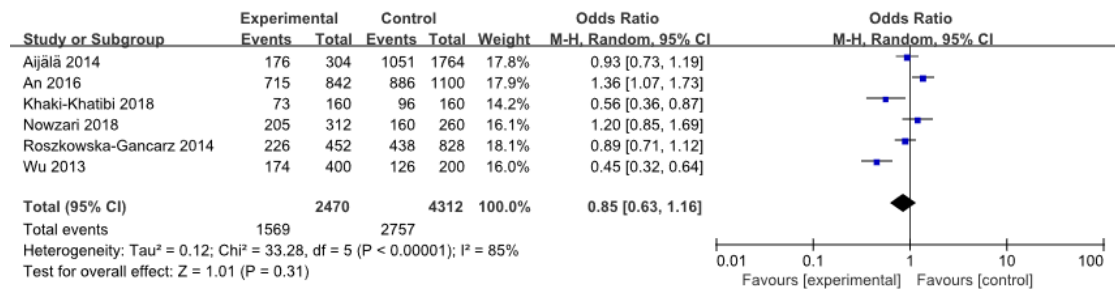 Experimental Control Odds Ratio Odds Ratio
Study or Subgroup Events Total Events Total Weight M-H, Random, 95% CI M-H, Random, 95% CI
Aijälä 2014 176 304 1051 1764 17.8% 0.93 [0.73, 1.19]
An 2016 715 842 886 1100 17.9% 1.36 [1.07, 1.73]
Khaki-Khatibi 2018 73 160 96 160 14.2% 0.56 [0.36, 0.87]
Nowzari 2018 205 312 160 260 16.1% 1.20 [0.85, 1.69]
Roszkowska-Gancarz 2014 226 452 438 828 18.1% 0.89 [0.71, 1.12]
Wu 2013 174 400 126 200 16.0% 0.45 [0.32, 0.64]
Total (95% CI) 2470 4312 100.0% 0.85 [0.63, 1.16]
Total events 1569 2757
Heterogeneity: Tau² = 0.12; Chi² = 33.28, df = 5 (P < 0.00001); I² = 85%
Test for overall effect: Z = 1.01 (P = 0.31)
0.01 0.1 1 10 100
Favours [experimental] Favours [control]